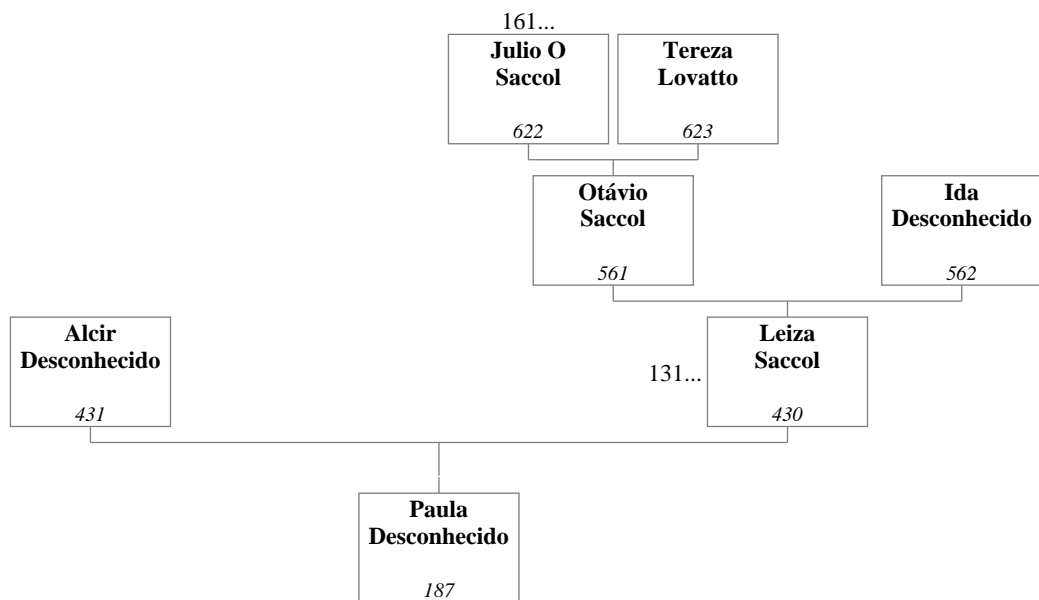 161...
Julio O
Saccol
622
Tereza
Lovatto
623
Otávio
Saccol
561
Ida
Desconhecido
562
Alcir
Desconhecido
431
131...
Leiza
Saccol
430
Paula
Desconhecido
187